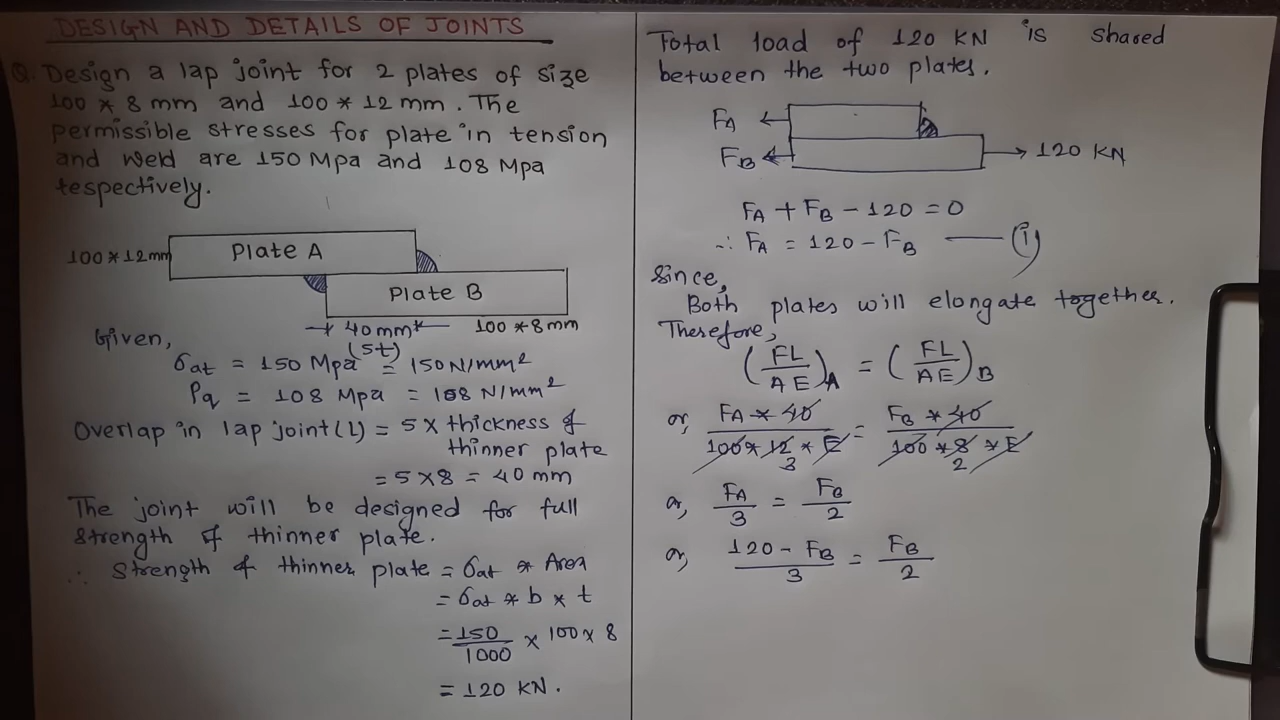 DESIGN AND DETAILS OF JOINTS
Q. Design a lap joint for 2 plates of size
100 * 8 mm and 100 * 12 mm. The
permissible stresses for plate in tension
and weld are 150 Mpa and 108 Mpa
respectively.
100 * 12 mm
Plate A
Plate B
40 mm
100 * 8 mm
(5t)
Given,
σat = 150 Mpa = 150 N/mm²
Pq = 108 Mpa = 108 N/mm²
Overlap in lap joint (L) = 5 x thickness of
thinner plate
= 5 x 8 = 40 mm
The joint will be designed for full
strength of thinner plate.
∴ Strength of thinner plate = σat * Area
= σat * b * t
= 150/1000 x 100 x 8
= 120 KN.
Total load of 120 KN is shared
between the two plates.
FA
FB
120 KN
FA + FB - 120 = 0
∴ FA = 120 - FB —— (i)
Since,
Both plates will elongate together.
Therefore,
(FL/AE)A = (FL/AE)B
or, FA * 40 / 100 * 12 * E = FB * 40 / 100 * 8 * E
3 2
or, FA/3 = FB/2
or, 120 - FB / 3 = FB/2